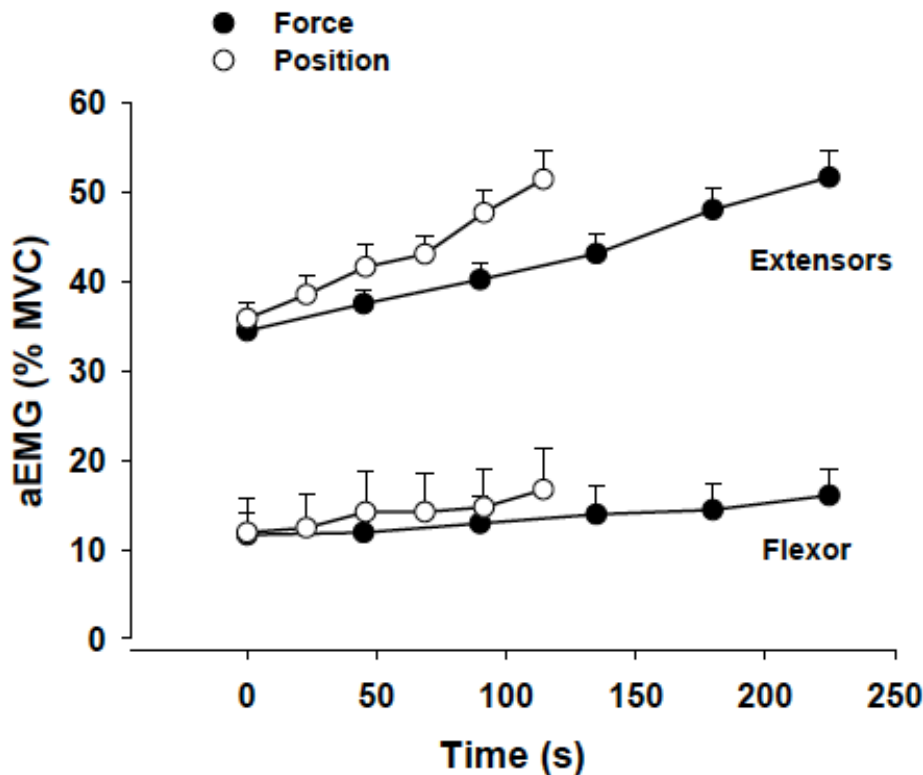 Force
Position
60
50
40
30
20
10
0
aEMG (% MVC)
Extensors
Flexor
0 50 100 150 200 250
Time (s)